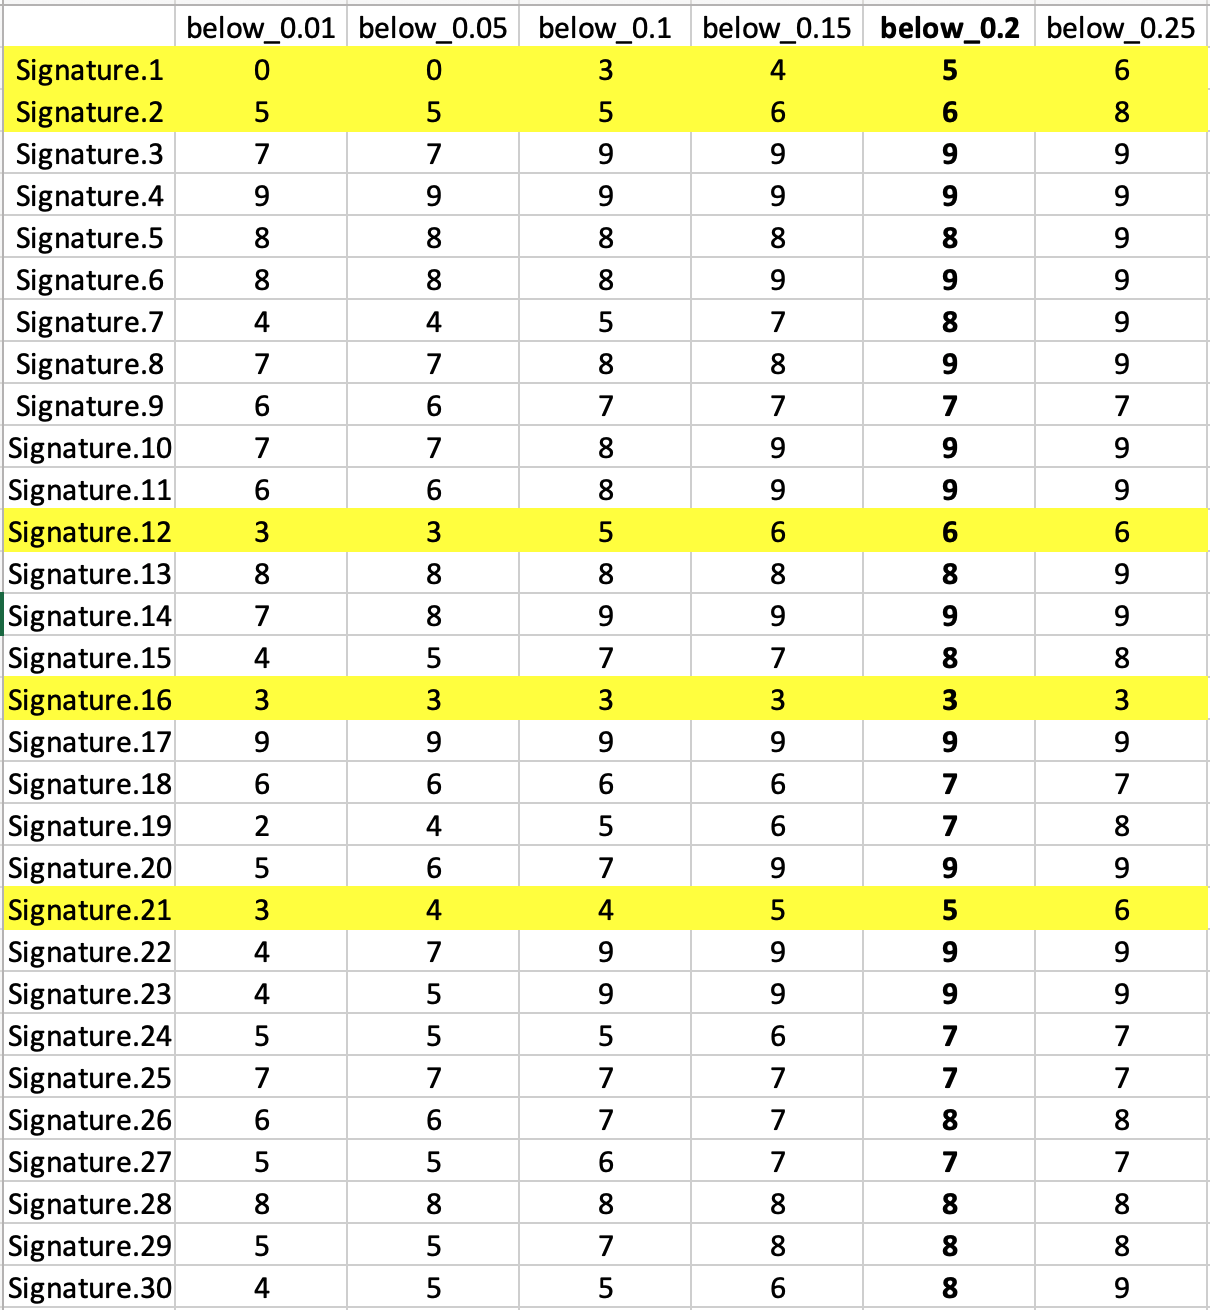 below_0.01 below_0.05 below_0.1 below_0.15 below_0.2 below_0.25
Signature.1 0 0 3 4 5 6
Signature.2 5 5 5 6 6 8
Signature.3 7 7 9 9 9 9
Signature.4 9 9 9 9 9 9
Signature.5 8 8 8 8 8 9
Signature.6 8 8 8 9 9 9
Signature.7 4 4 5 7 8 9
Signature.8 7 7 8 8 9 9
Signature.9 6 6 7 7 7 7
Signature.10 7 7 8 9 9 9
Signature.11 6 6 8 9 9 9
Signature.12 3 3 5 6 6 6
Signature.13 8 8 8 8 8 9
Signature.14 7 8 9 9 9 9
Signature.15 4 5 7 7 8 8
Signature.16 3 3 3 3 3 3
Signature.17 9 9 9 9 9 9
Signature.18 6 6 6 6 7 7
Signature.19 2 4 5 6 7 8
Signature.20 5 6 7 9 9 9
Signature.21 3 4 4 5 5 6
Signature.22 4 7 9 9 9 9
Signature.23 4 5 9 9 9 9
Signature.24 5 5 5 6 7 7
Signature.25 7 7 7 7 7 7
Signature.26 6 6 7 7 8 8
Signature.27 5 5 6 7 7 7
Signature.28 8 8 8 8 8 8
Signature.29 5 5 7 8 8 8
Signature.30 4 5 5 6 8 9